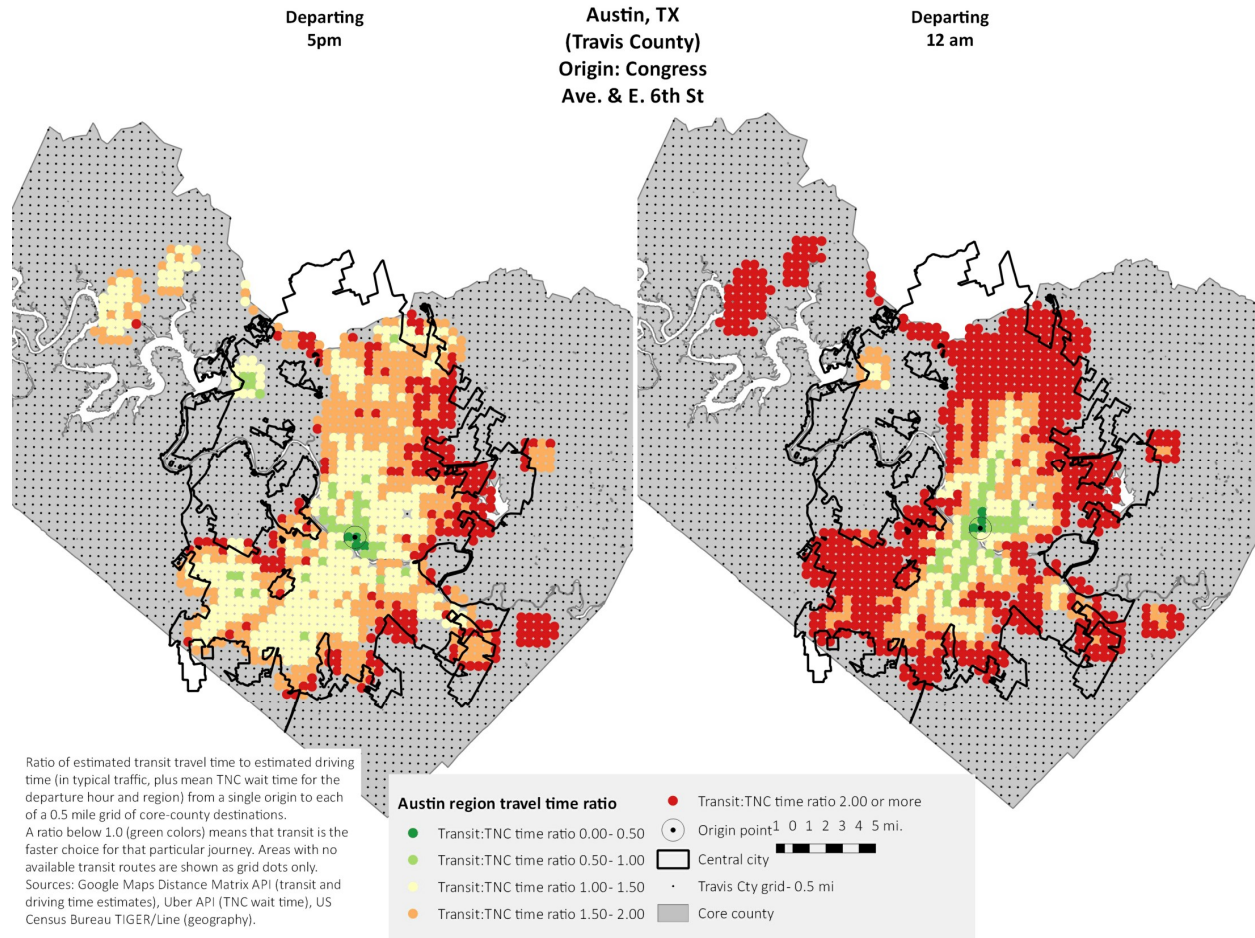 Departing
5pm
Austin, TX
(Travis County)
Origin: Congress
Ave. & E. 6th St
Departing
12 am
Ratio of estimated transit travel time to estimated driving
time (in typical traffic, plus mean TNC wait time for the
departure hour and region) from a single origin to each
of a 0.5 mile grid of core-county destinations.
A ratio below 1.0 (green colors) means that transit is the
faster choice for that particular journey. Areas with no
available transit routes are shown as grid dots only.
Sources: Google Maps Distance Matrix API (transit and
driving time estimates), Uber API (TNC wait time), US
Census Bureau TIGER/Line (geography).
Austin region travel time ratio
Transit:TNC time ratio 0.00- 0.50
Transit:TNC time ratio 0.50- 1.00
Transit:TNC time ratio 1.00- 1.50
Transit:TNC time ratio 1.50- 2.00
Transit:TNC time ratio 2.00 or more
Origin point
1 0 1 2 3 4 5 mi.
Central city
Travis Cty grid- 0.5 mi
Core county